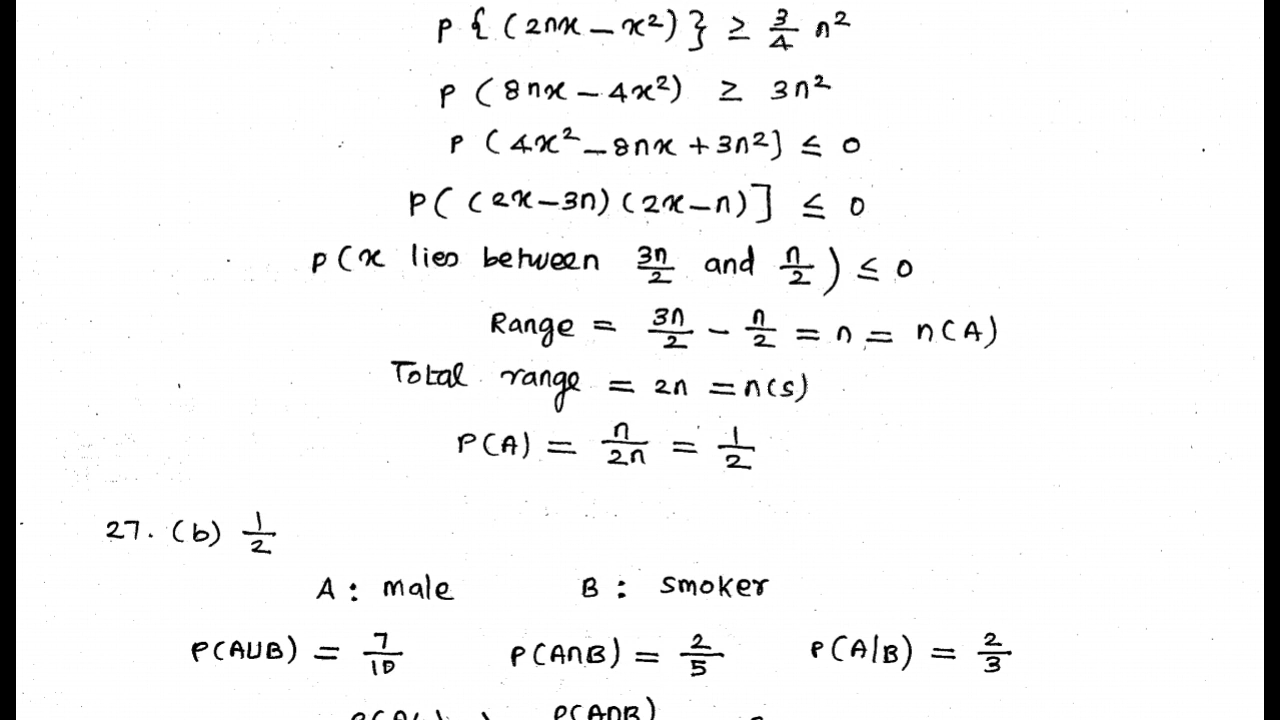 P { (2nx - x²) } ≥ 3/4 n²
P ( 8nx - 4x²) ≥ 3n²
P ( 4x² - 8nx + 3n²] ≤ 0
P( (2x-3n) (2x-n)] ≤ 0
P(x lies between 3n/2 and n/2) ≤ 0
Range = 3n/2 - n/2 = n = n(A)
Total range = 2n = n(s)
P(A) = n/2n = 1/2
27. (b) 1/2
A : male B : smoker
P(AUB) = 7/10 P(A∩B) = 2/5 P(A|B) = 2/3
P(A∩B)